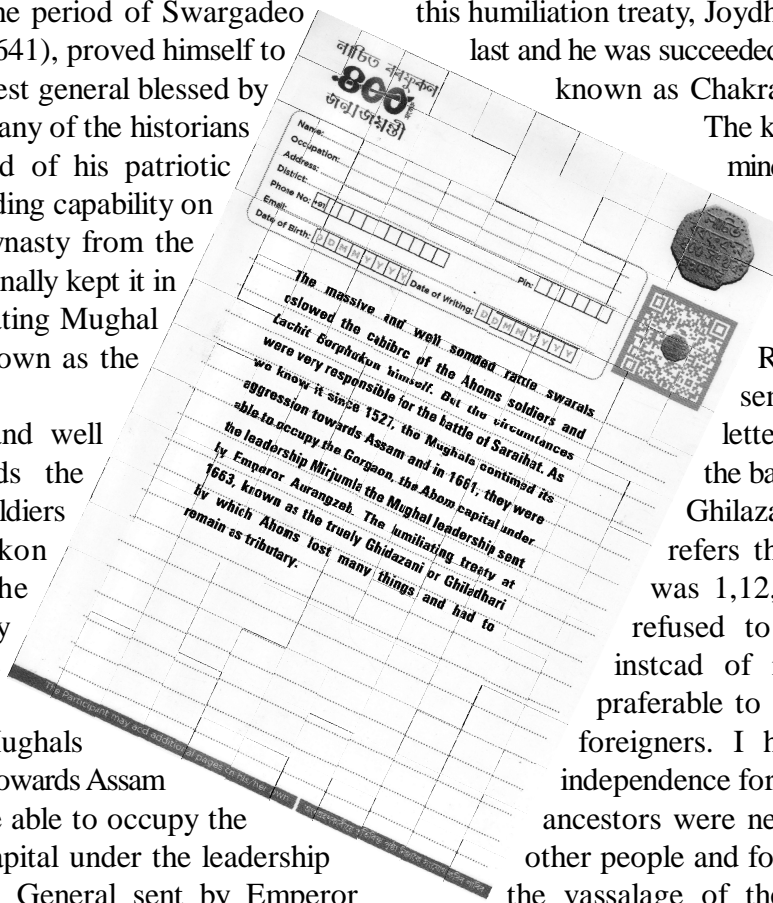 he period of Swargadeo
641), proved himself to
est general blessed by
any of the historians
d of his patriotic
ding capability on
ynasty from the
nally kept it in
ating Mughal
own as the
and well
ds the
ldiers
kon
he
y
Mughals
owards Assam
e able to occupy the
apital under the leadership
General sent by Emperor
লাচিত বৰফুকন
400
জন্মজয়ন্তী
Name:
Occupation:
Address:
District:
Phone No: +91
Email:
Pin:
Date of Birth: D D M M Y Y Y Y Date of Writing: D D M M Y Y Y Y
The massive and well somded rattle swarals
oslowed the cabibre of the Ahoms soldiers and
Lachit Borphukon himself. But the circumtances
were very responsible for the battle of Saraihat. As
we know it since 1527, the Mughals contimed its
aggression towards Assam and in 1661, they were
able to occupy the Gorgaon, the Ahom capital under
the leadership Mirjumla the Mughal leadership sent
by Emperor Aurangzeb. The lumiliating treaty at
1663, known as the truely Ghidazani or Ghiladhari
by which Ahoms lost many things and had to
remain as tributary.
The Participant may add additional pages on his/her own
this humiliation treaty, Joydh
last and he was succeeded
known as Chakra
The k
mind
R
ser
lette
the ba
Ghilaza
refers th
was 1,12,
refused to
instcad of
praferable to
foreigners. I h
independence for
ancestors were ne
other people and fo
the vassalage of the